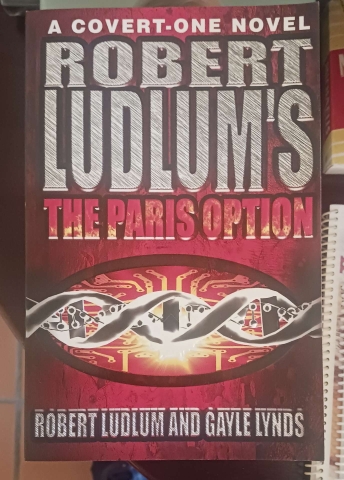 A COVERT-ONE NOVEL
ROBERT
LUDLUM'S
THE PARIS OPTION
ROBERT LUDLUM AND GAYLE LYNDS